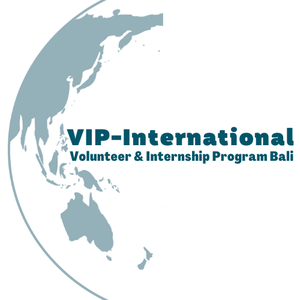 VIP-International
Volunteer & Internship Program Bali